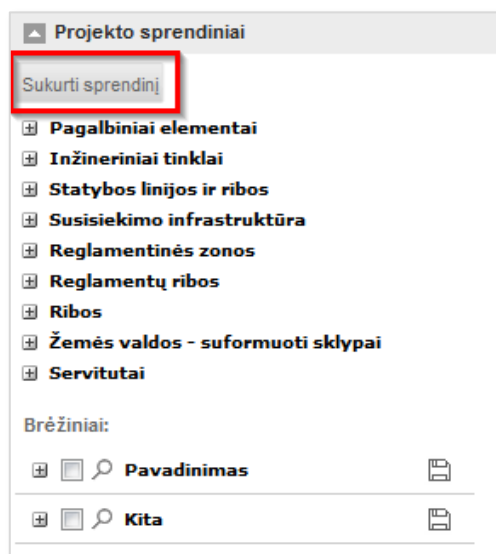 Projekto sprendiniai
Sukurti sprendinį
Pagalbiniai elementai
Inžineriniai tinklai
Statybos linijos ir ribos
Susisiekimo infrastruktūra
Reglamentinės zonos
Reglamentų ribos
Ribos
Žemės valdos - suformuoti sklypai
Servitutai
Brėžiniai:
Pavadinimas
Kita